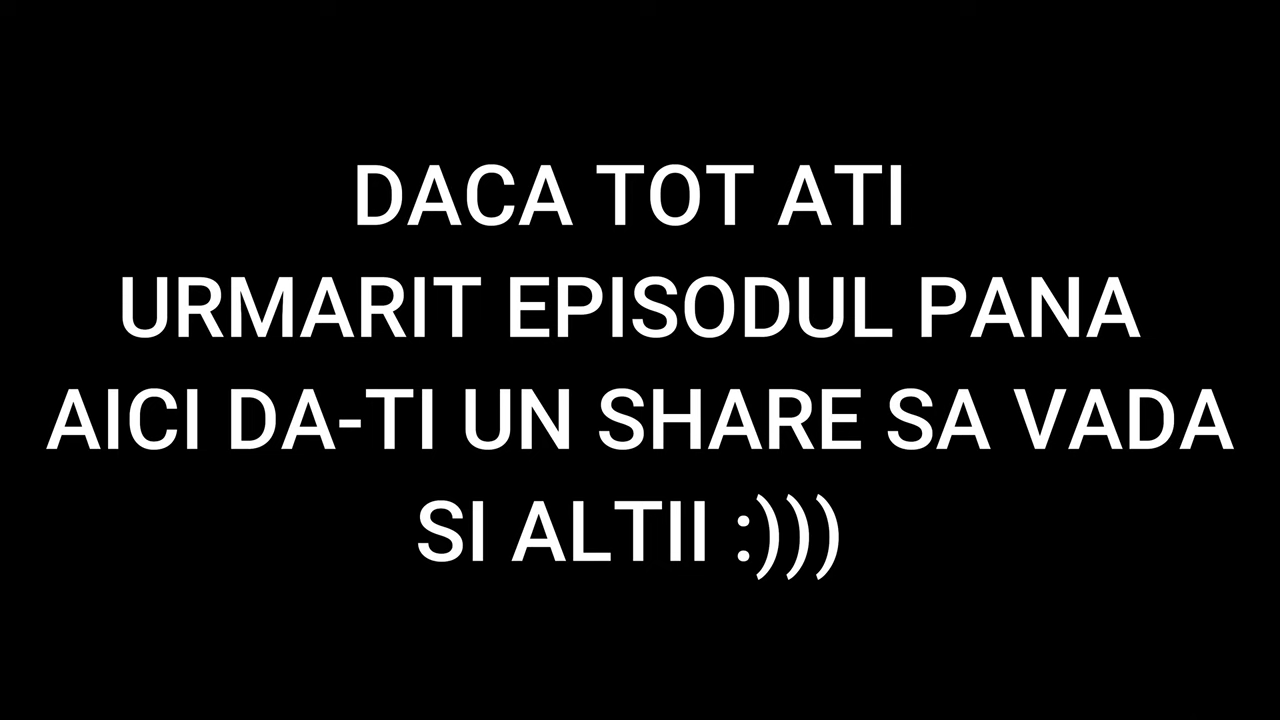 DACA TOT ATI
URMARIT EPISODUL PANA
AICI DA-TI UN SHARE SA VADA
SI ALTII :)))